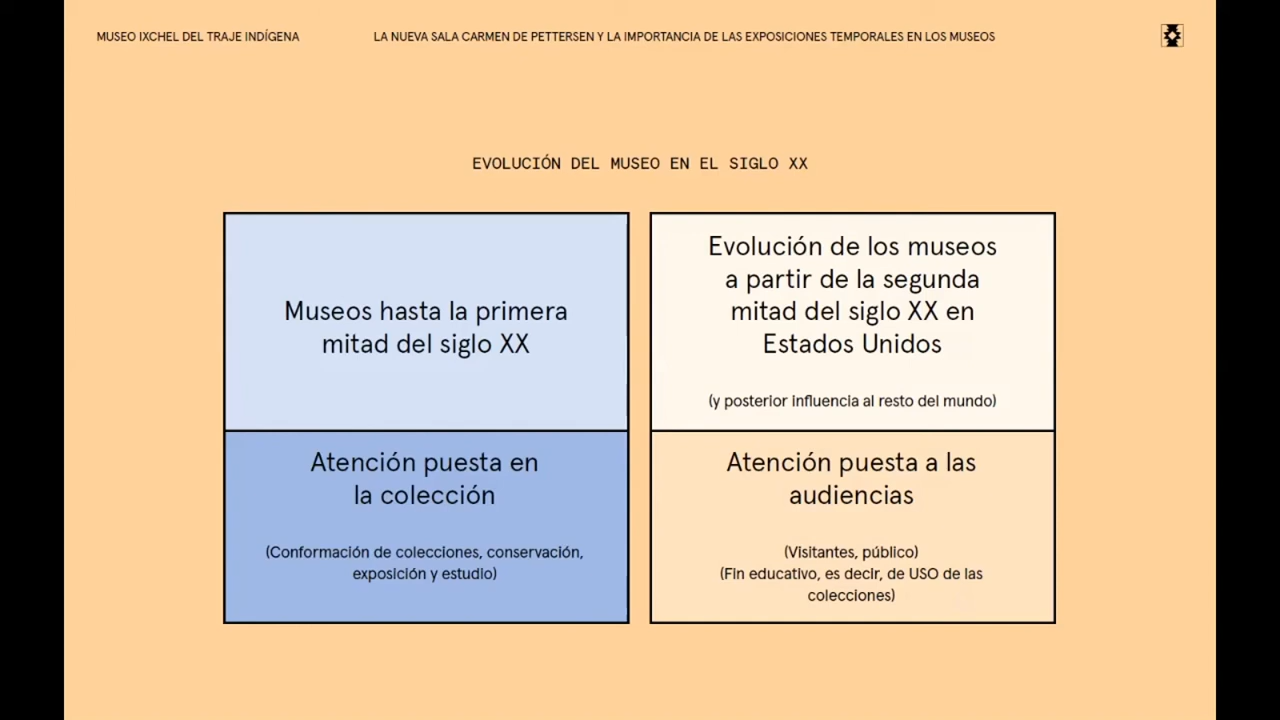 MUSEO IXCHEL DEL TRAJE INDÍGENA
LA NUEVA SALA CARMEN DE PETTERSEN Y LA IMPORTANCIA DE LAS EXPOSICIONES TEMPORALES EN LOS MUSEOS
EVOLUCIÓN DEL MUSEO EN EL SIGLO XX
Museos hasta la primera
mitad del siglo XX
Atención puesta en
la colección
(Conformación de colecciones, conservación,
exposición y estudio)
Evolución de los museos
a partir de la segunda
mitad del siglo XX en
Estados Unidos
(y posterior influencia al resto del mundo)
Atención puesta a las
audiencias
(Visitantes, público)
(Fin educativo, es decir, de USO de las
colecciones)